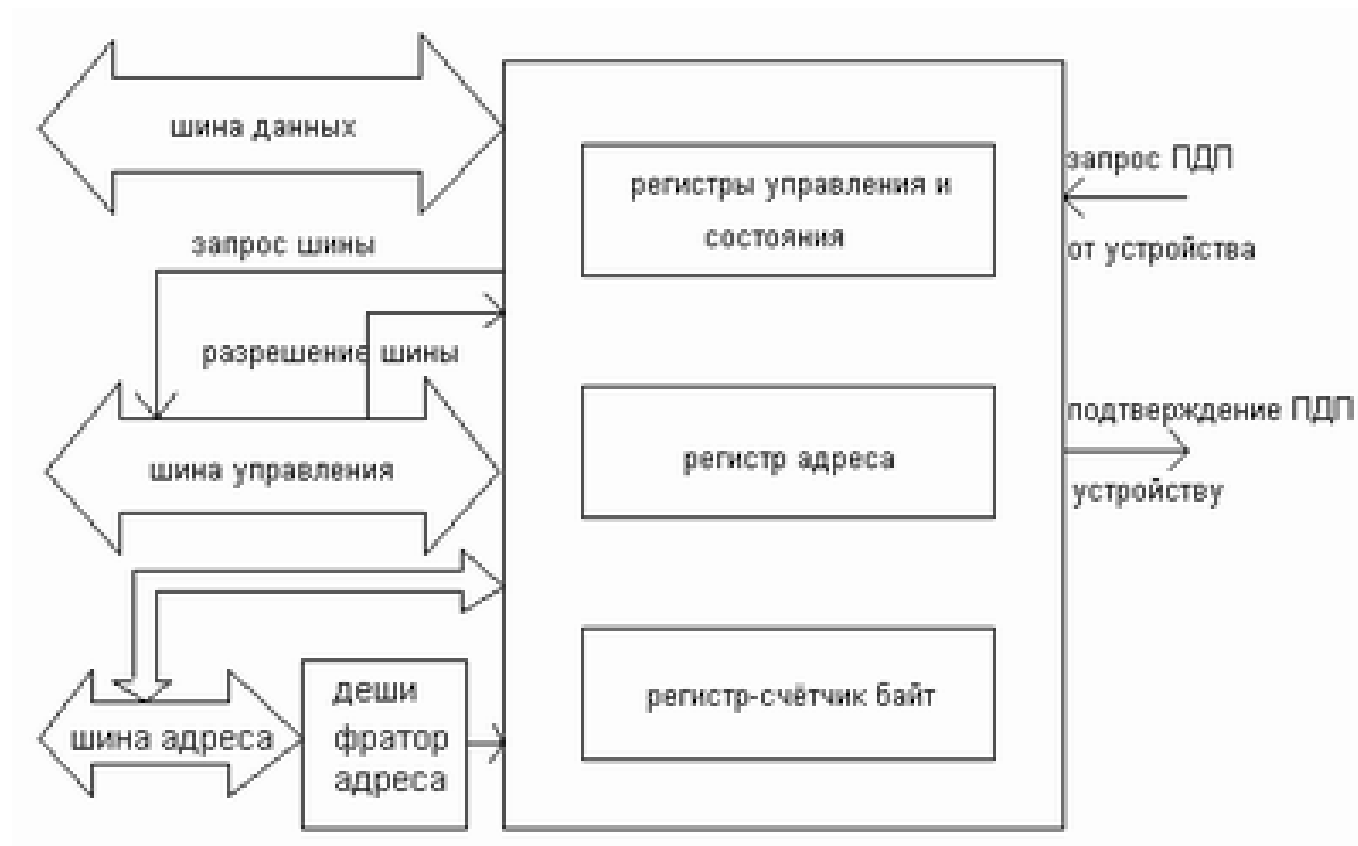 шина данных
запрос шины
разрешение шины
шина управления
шина адреса
деши
фратор
адреса
регистры управления и
состояния
регистр адреса
регистр-счётчик байт
запрос ПДП
от устройства
подтверждение ПДП
устройству